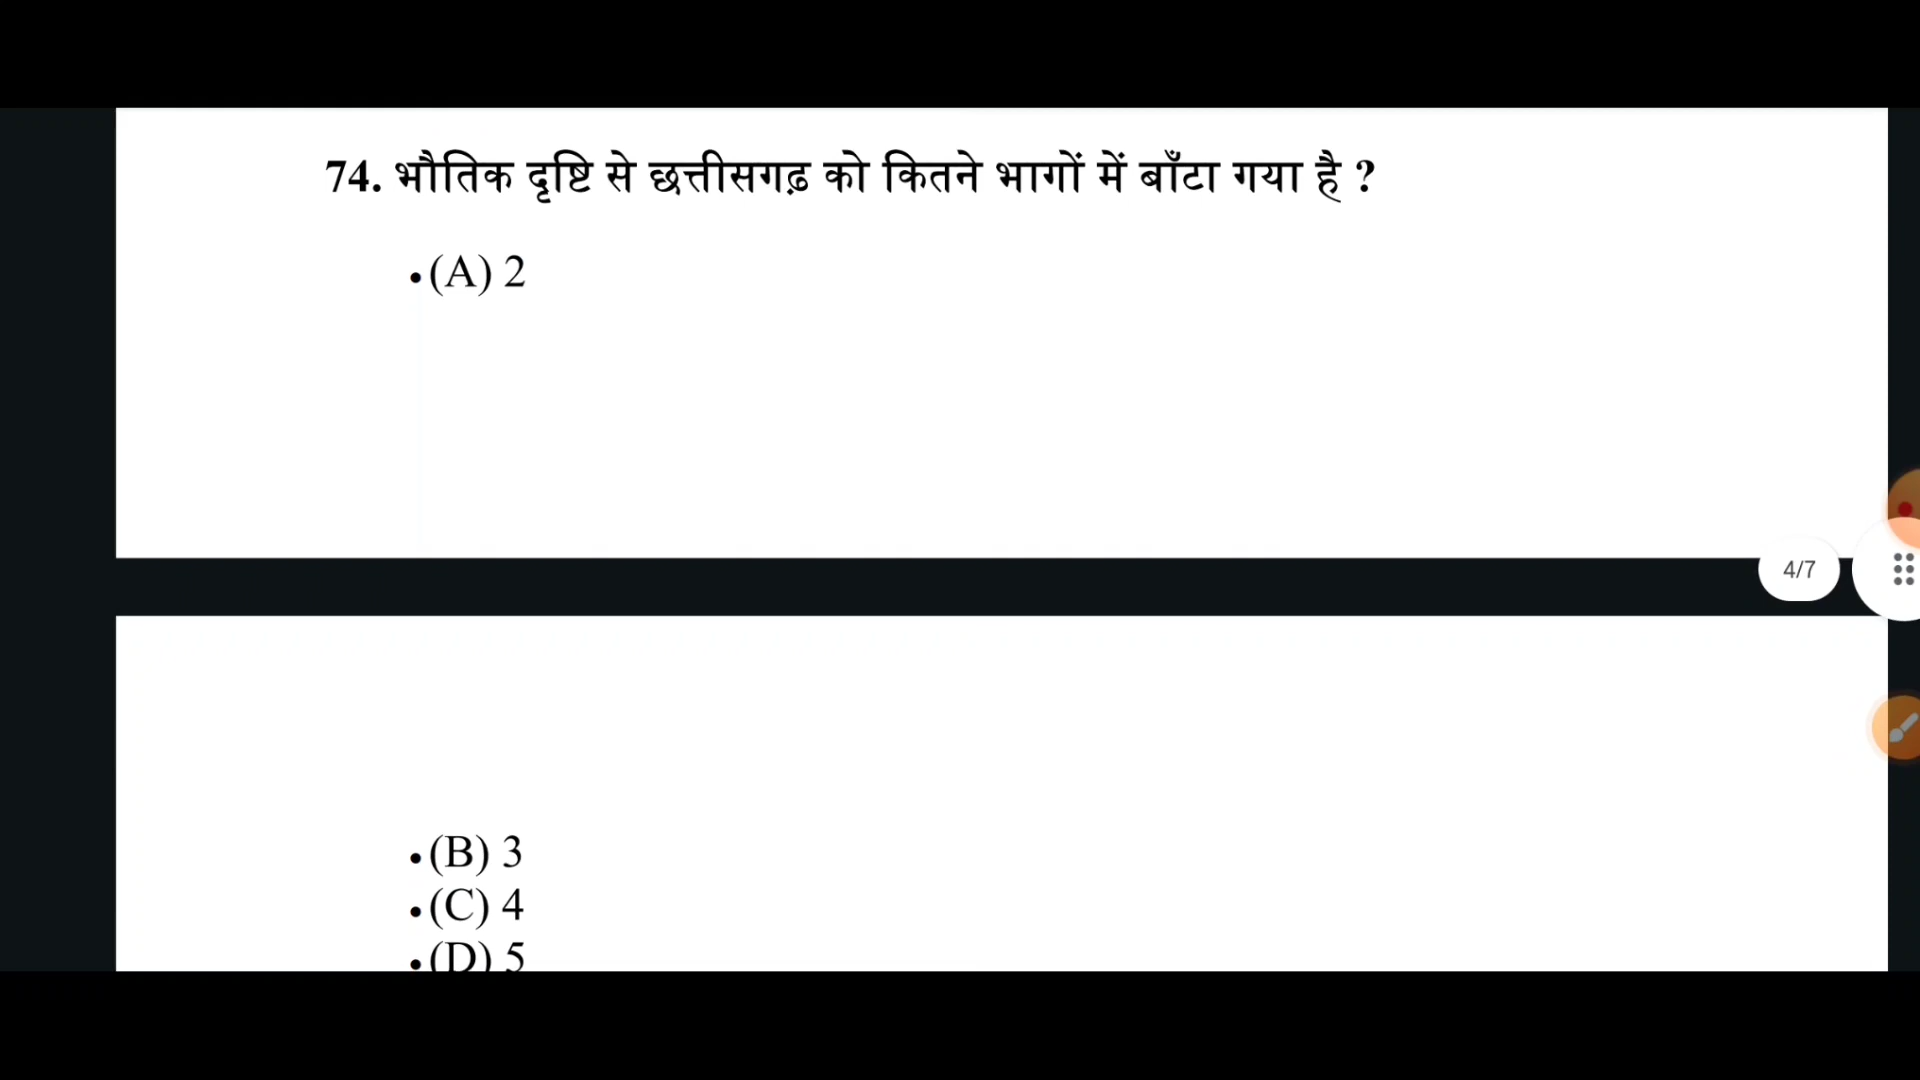 74. भौतिक दृष्टि से छत्तीसगढ़ को कितने भागों में बाँटा गया है ?
• (A) 2
4/7
• (B) 3
• (C) 4
• (D) 5